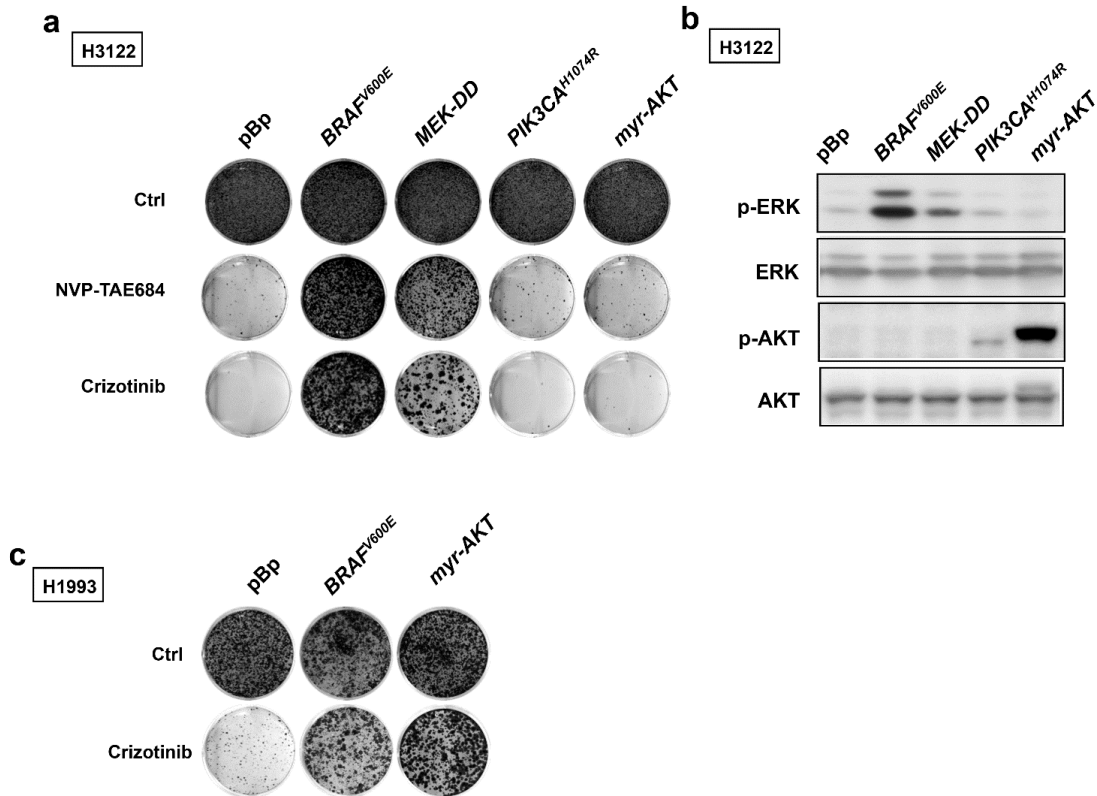 a
H3122
pBp
BRAFV600E
MEK-DD
PIK3CAH1074R
myr-AKT
Ctrl
NVP-TAE684
Crizotinib
b
H3122
pBp
BRAFV600E
MEK-DD
PIK3CAH1074R
myr-AKT
p-ERK
ERK
p-AKT
AKT
c
H1993
pBp
BRAFV600E
myr-AKT
Ctrl
Crizotinib